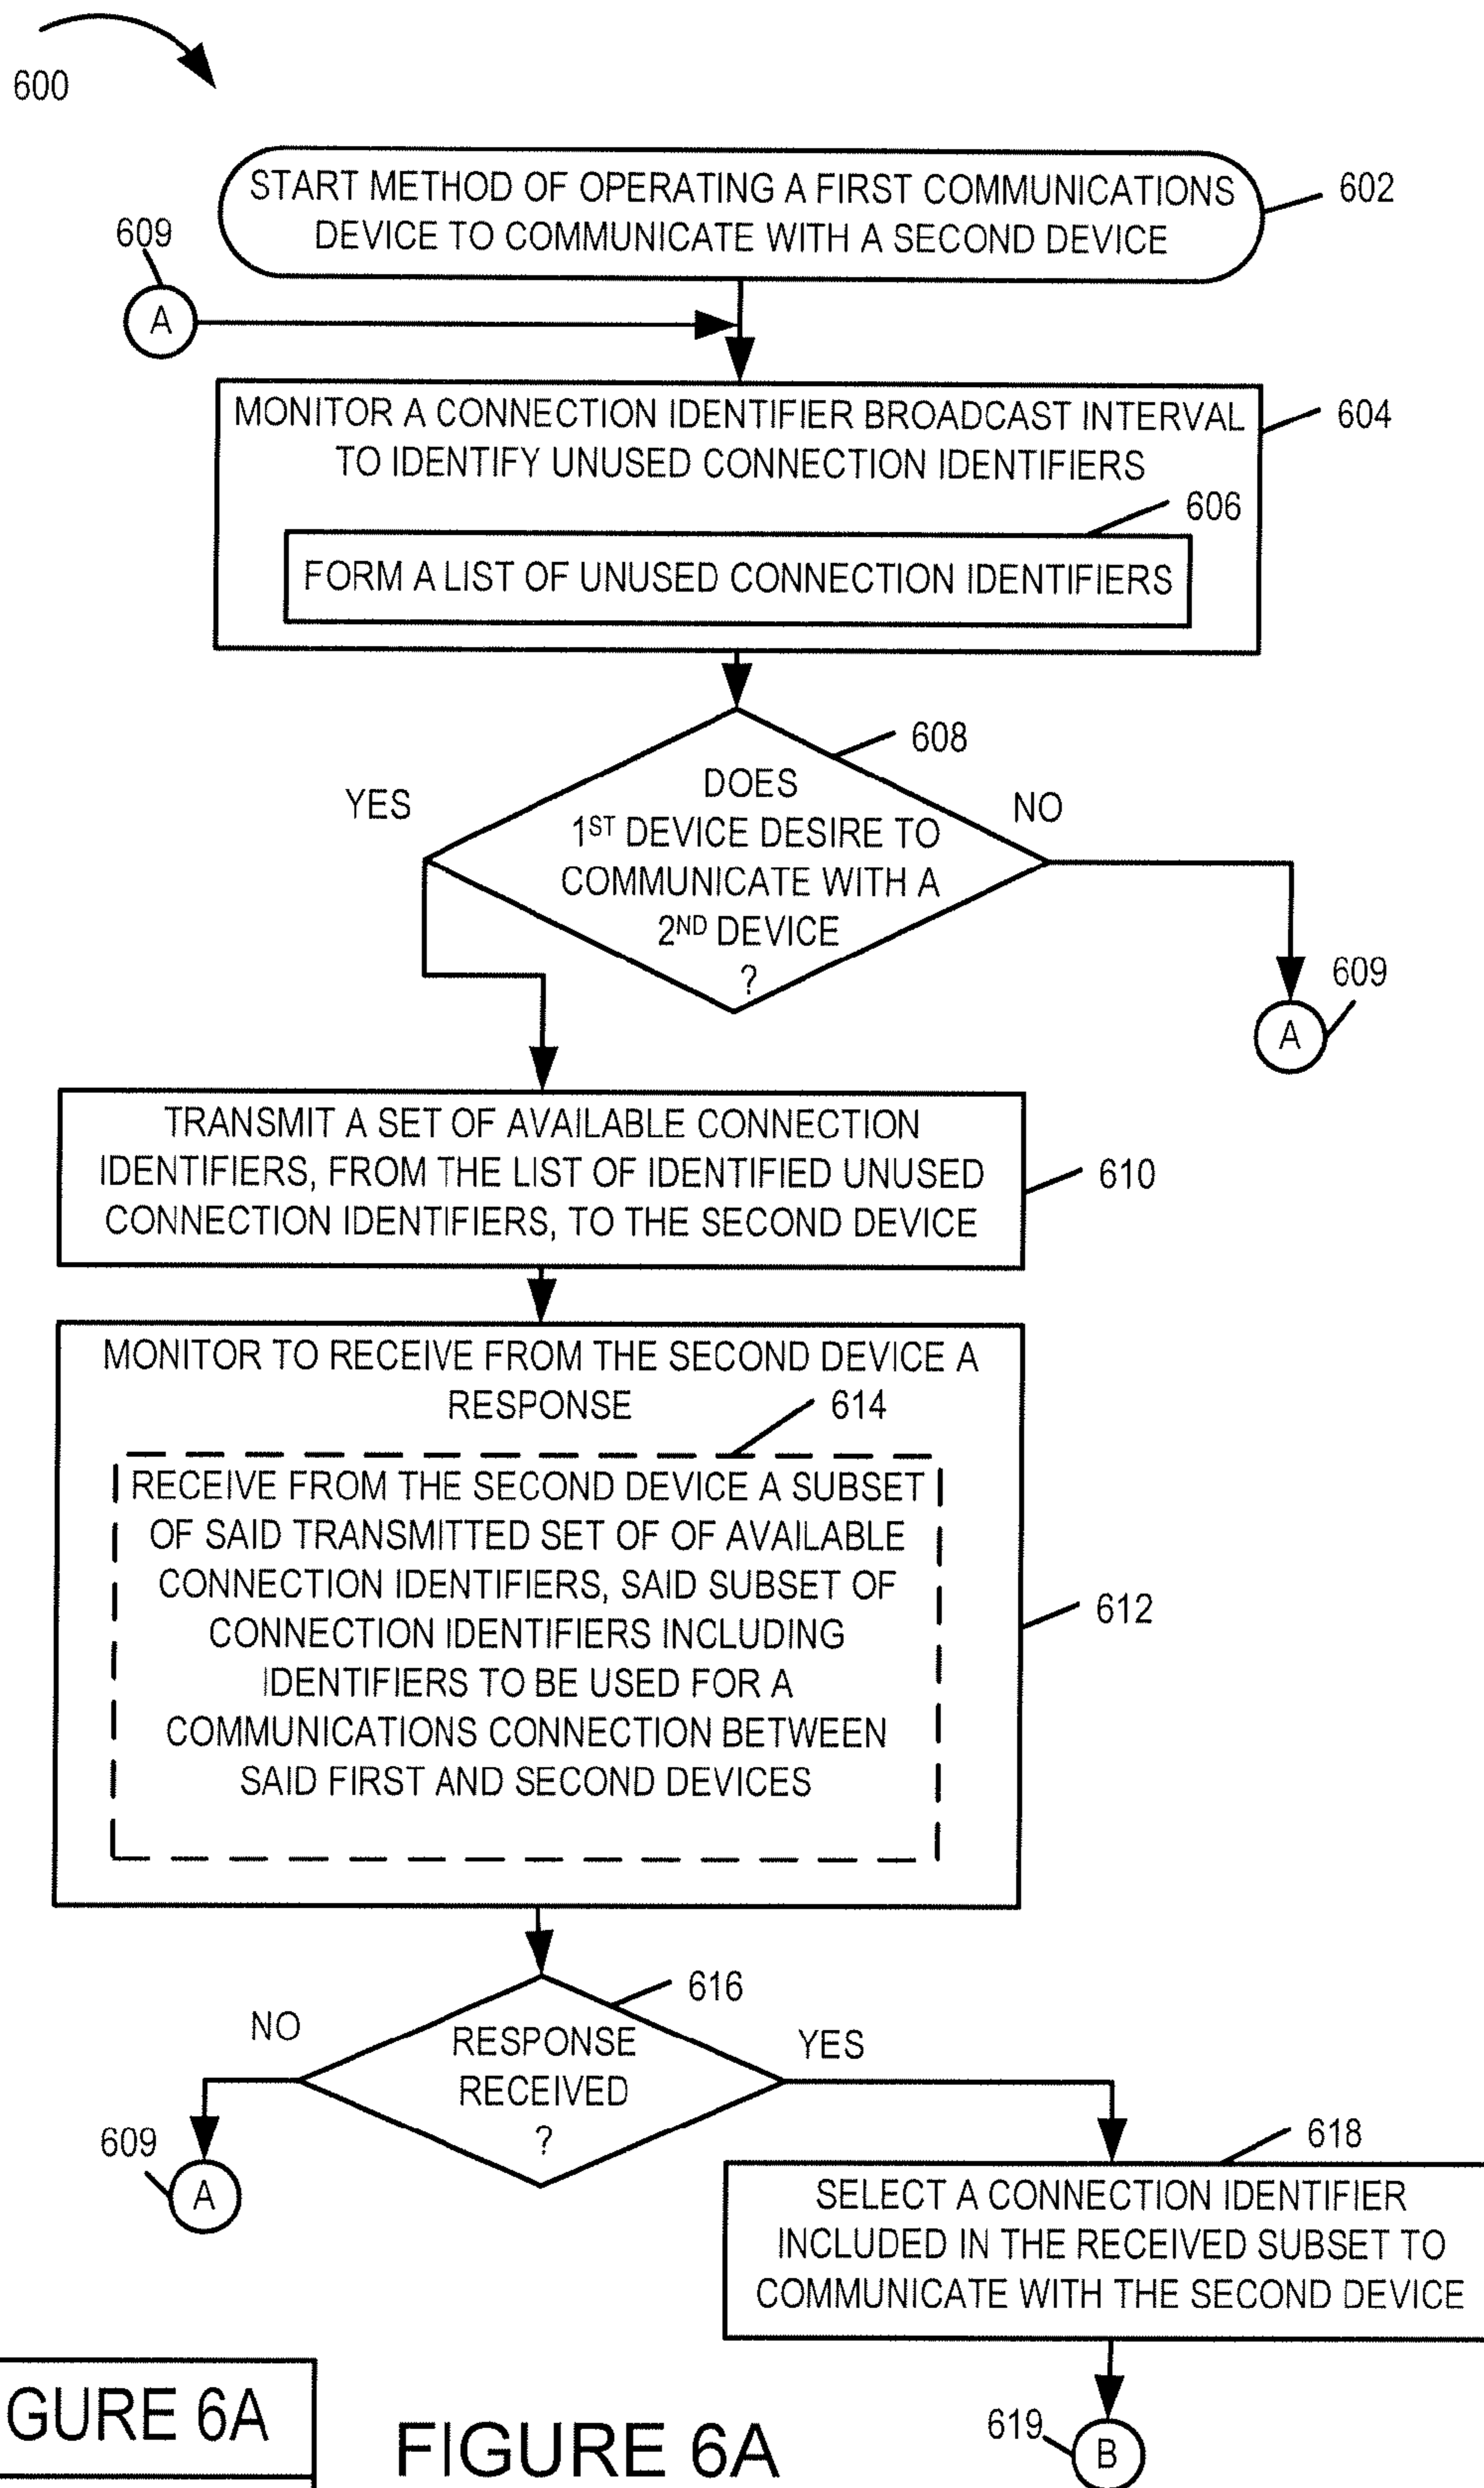 600
START METHOD OF OPERATING A FIRST COMMUNICATIONS
DEVICE TO COMMUNICATE WITH A SECOND DEVICE
602
609
A
MONITOR A CONNECTION IDENTIFIER BROADCAST INTERVAL
TO IDENTIFY UNUSED CONNECTION IDENTIFIERS
604
606
FORM A LIST OF UNUSED CONNECTION IDENTIFIERS
608
YES
NO
DOES
1ST DEVICE DESIRE TO
COMMUNICATE WITH A
2ND DEVICE
?
609
A
TRANSMIT A SET OF AVAILABLE CONNECTION
IDENTIFIERS, FROM THE LIST OF IDENTIFIED UNUSED
CONNECTION IDENTIFIERS, TO THE SECOND DEVICE
610
MONITOR TO RECEIVE FROM THE SECOND DEVICE A
RESPONSE
614
RECEIVE FROM THE SECOND DEVICE A SUBSET
OF SAID TRANSMITTED SET OF OF AVAILABLE
CONNECTION IDENTIFIERS, SAID SUBSET OF
CONNECTION IDENTIFIERS INCLUDING
IDENTIFIERS TO BE USED FOR A
COMMUNICATIONS CONNECTION BETWEEN
SAID FIRST AND SECOND DEVICES
612
616
NO
YES
RESPONSE
RECEIVED
?
609
A
618
SELECT A CONNECTION IDENTIFIER
INCLUDED IN THE RECEIVED SUBSET TO
COMMUNICATE WITH THE SECOND DEVICE
619
B
GURE 6A
FIGURE 6A